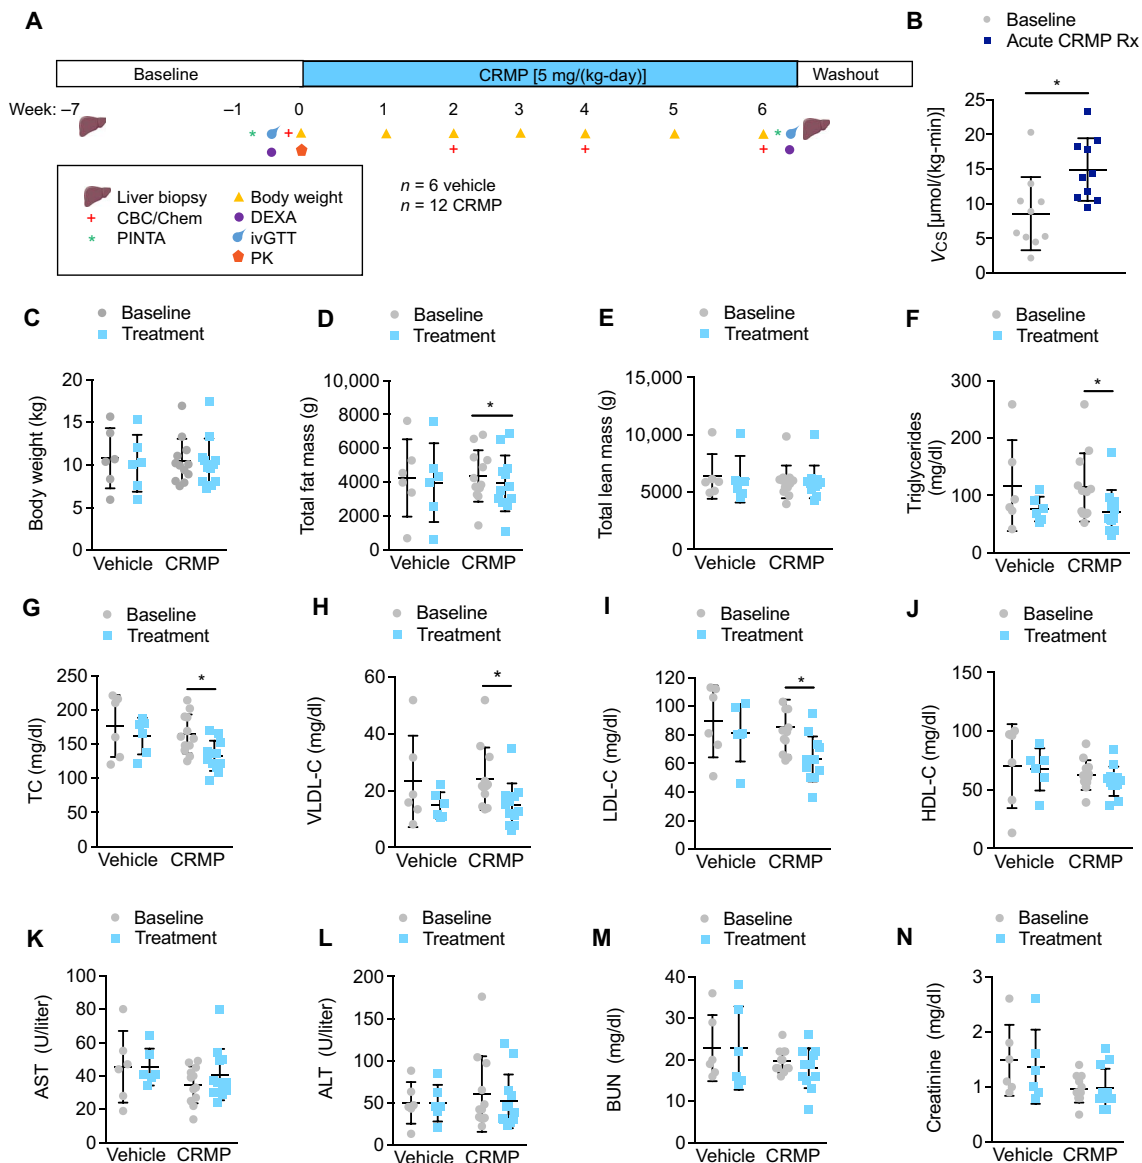 A
Baseline
CRMP [5 mg/(kg-day)]
Washout
Week: –7
–1
0
1
2
3
4
5
6
Liver biopsy
CBC/Chem
PINTA
Body weight
DEXA
ivGTT
PK
n = 6 vehicle
n = 12 CRMP
B
Baseline
Acute CRMP Rx
*
V_CS [µmol/(kg-min)]
25
20
15
10
5
0
C
Baseline
Treatment
Body weight (kg)
20
15
10
5
0
Vehicle CRMP
D
Baseline
Treatment
*
Total fat mass (g)
10,000
8000
6000
4000
2000
0
Vehicle CRMP
E
Baseline
Treatment
Total lean mass (g)
15,000
10,000
5000
0
Vehicle CRMP
F
Baseline
Treatment
*
Triglycerides
(mg/dl)
300
200
100
0
Vehicle CRMP
G
Baseline
Treatment
*
TC (mg/dl)
250
200
150
100
50
0
Vehicle CRMP
H
Baseline
Treatment
*
VLDL-C (mg/dl)
60
40
20
0
Vehicle CRMP
I
Baseline
Treatment
*
LDL-C (mg/dl)
120
100
80
60
40
20
0
Vehicle CRMP
J
Baseline
Treatment
HDL-C (mg/dl)
150
100
50
0
Vehicle CRMP
K
Baseline
Treatment
AST (U/liter)
100
80
60
40
20
0
Vehicle CRMP
L
Baseline
Treatment
ALT (U/liter)
200
150
100
50
0
Vehicle CRMP
M
Baseline
Treatment
BUN (mg/dl)
40
30
20
10
0
Vehicle CRMP
N
Baseline
Treatment
Creatinine (mg/dl)
3
2
1
0
Vehicle CRMP